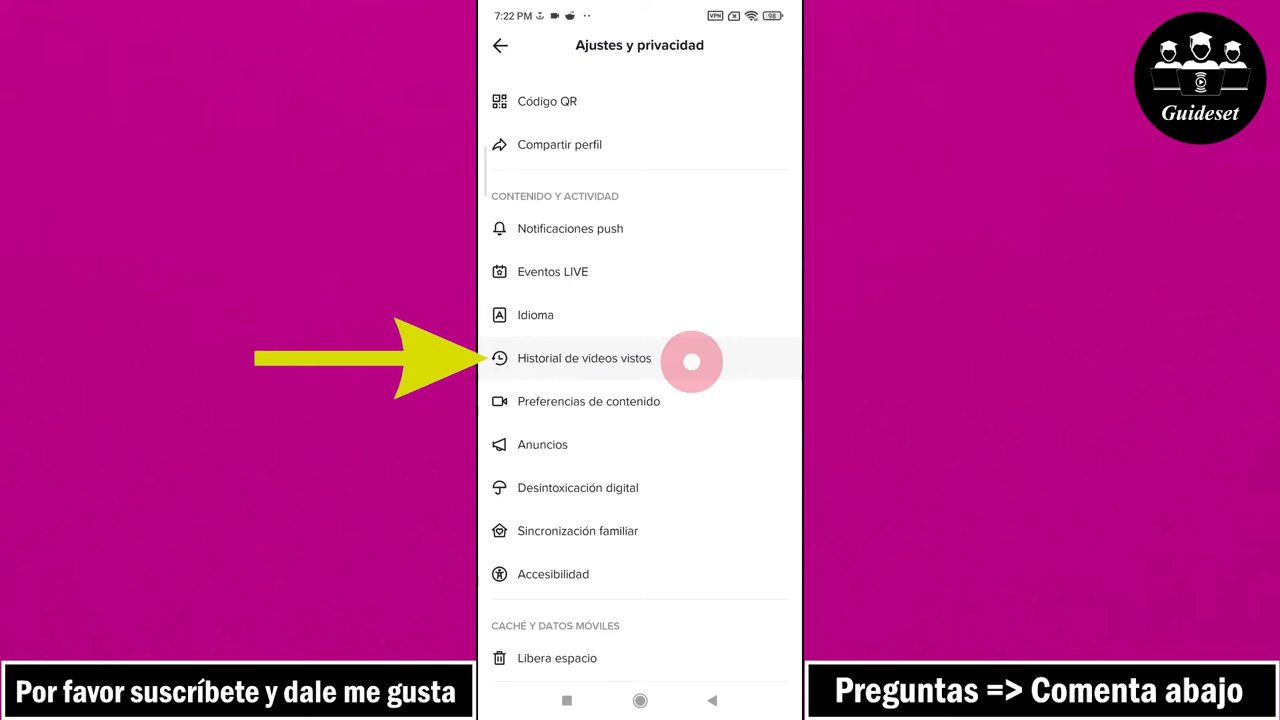 7:22 PM
VPN
98
Ajustes y privacidad
Código QR
Compartir perfil
CONTENIDO Y ACTIVIDAD
Notificaciones push
Eventos LIVE
Idioma
Historial de videos vistos
Preferencias de contenido
Anuncios
Desintoxicación digital
Sincronización familiar
Accesibilidad
CACHÉ Y DATOS MÓVILES
Libera espacio
Guideset
Por favor suscríbete y dale me gusta
Preguntas => Comenta abajo